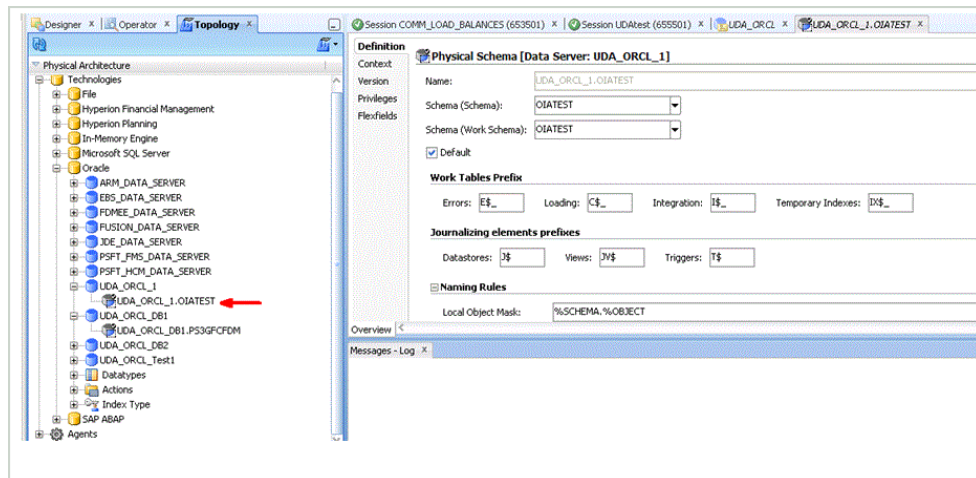 Designer x Operator x Topology x
Physical Architecture
Technologies
File
Hyperion Financial Management
Hyperion Planning
In-Memory Engine
Microsoft SQL Server
Oracle
ARM_DATA_SERVER
EBS_DATA_SERVER
FDMEE_DATA_SERVER
FUSION_DATA_SERVER
JDE_DATA_SERVER
PSFT_FMS_DATA_SERVER
PSFT_HCM_DATA_SERVER
UDA_ORCL_1
UDA_ORCL_1.OIATEST
UDA_ORCL_DB1
UDA_ORCL_DB1.PS3GFCFDM
UDA_ORCL_DB2
UDA_ORCL_Test1
Datatypes
Actions
Index Type
SAP ABAP
Agents
Session COMM_LOAD_BALANCES (653501) x Session UDAtest (655501) x UDA_ORCL x UDA_ORCL_1.OIATEST x
Definition
Context
Version
Privileges
Flexfields
Physical Schema [Data Server: UDA_ORCL_1]
Name: UDA_ORCL_1.OIATEST
Schema (Schema): OIATEST
Schema (Work Schema): OIATEST
Default
Work Tables Prefix
Errors: E$_ Loading: C$_ Integration: I$_ Temporary Indexes: IX$_
Journalizing elements prefixes
Datastores: J$ Views: JV$ Triggers: T$
Naming Rules
Local Object Mask: %SCHEMA.%OBJECT
Overview
Messages - Log x